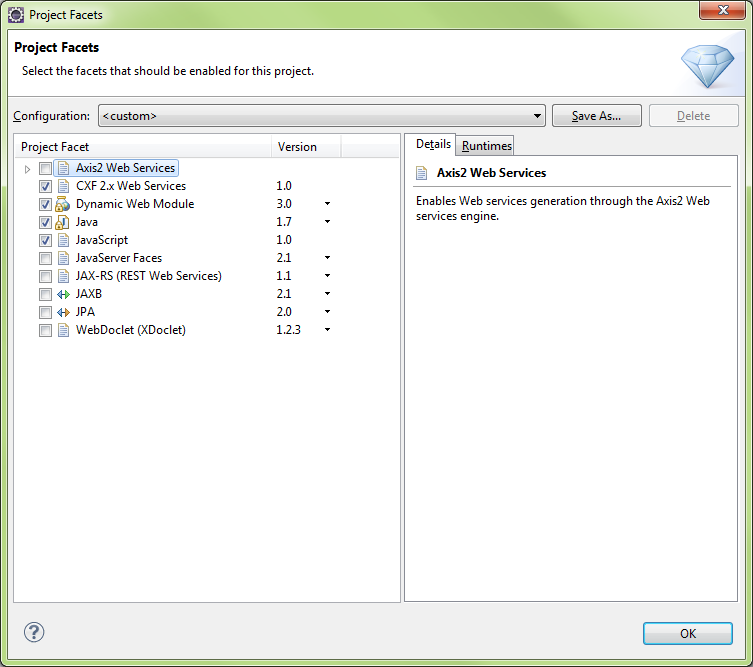 Project Facets
Project Facets
Select the facets that should be enabled for this project.
Configuration: <custom> Save As... Delete
Project Facet Version
Axis2 Web Services
CXF 2.x Web Services 1.0
Dynamic Web Module 3.0
Java 1.7
JavaScript 1.0
JavaServer Faces 2.1
JAX-RS (REST Web Services) 1.1
JAXB 2.1
JPA 2.0
WebDoclet (XDoclet) 1.2.3
Details Runtimes
Axis2 Web Services
Enables Web services generation through the Axis2 Web
services engine.
?
OK